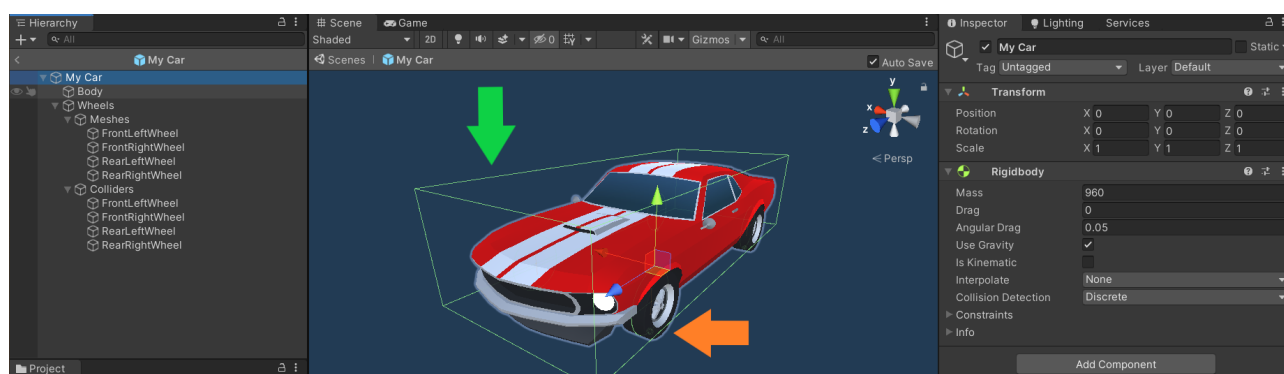 Hierarchy
All
My Car
My Car
Body
Wheels
Meshes
FrontLeftWheel
FrontRightWheel
RearLeftWheel
RearRightWheel
Colliders
FrontLeftWheel
FrontRightWheel
RearLeftWheel
RearRightWheel
Project
Scene Game
Shaded 2D 0 Gizmos All
Scenes | My Car Auto Save
y
x
z
Persp
Inspector Lighting Services
My Car Static
Tag Untagged Layer Default
Transform
Position X 0 Y 0 Z 0
Rotation X 0 Y 0 Z 0
Scale X 1 Y 1 Z 1
Rigidbody
Mass 960
Drag 0
Angular Drag 0.05
Use Gravity
Is Kinematic
Interpolate None
Collision Detection Discrete
Constraints
Info
Add Component